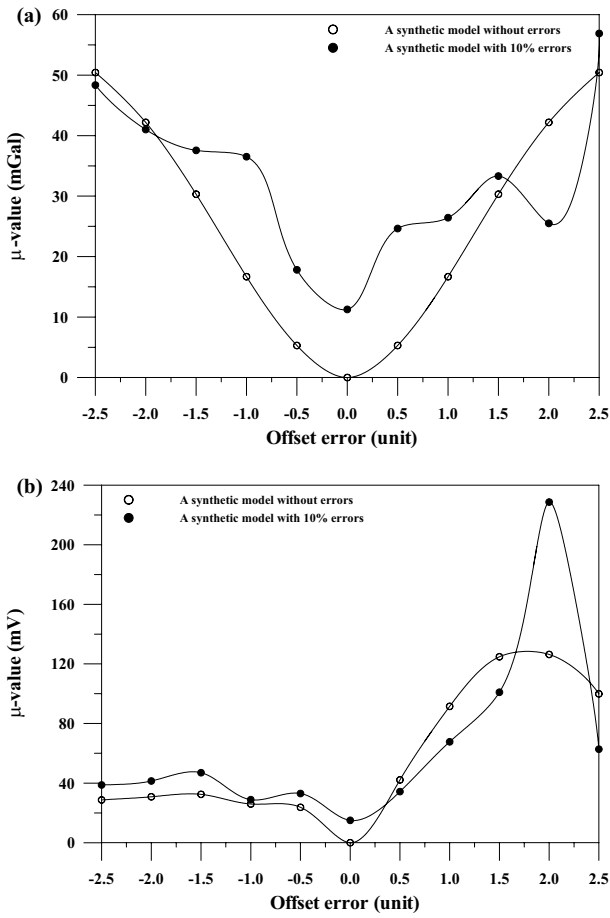 (a)
A synthetic model without errors
A synthetic model with 10% errors
60
50
40
30
20
10
0
μ-value (mGal)
-2.5 -2.0 -1.5 -1.0 -0.5 0.0 0.5 1.0 1.5 2.0 2.5
Offset error (unit)
(b)
A synthetic model without errors
A synthetic model with 10% errors
240
200
160
120
80
40
0
μ-value (mV)
-2.5 -2.0 -1.5 -1.0 -0.5 0.0 0.5 1.0 1.5 2.0 2.5
Offset error (unit)